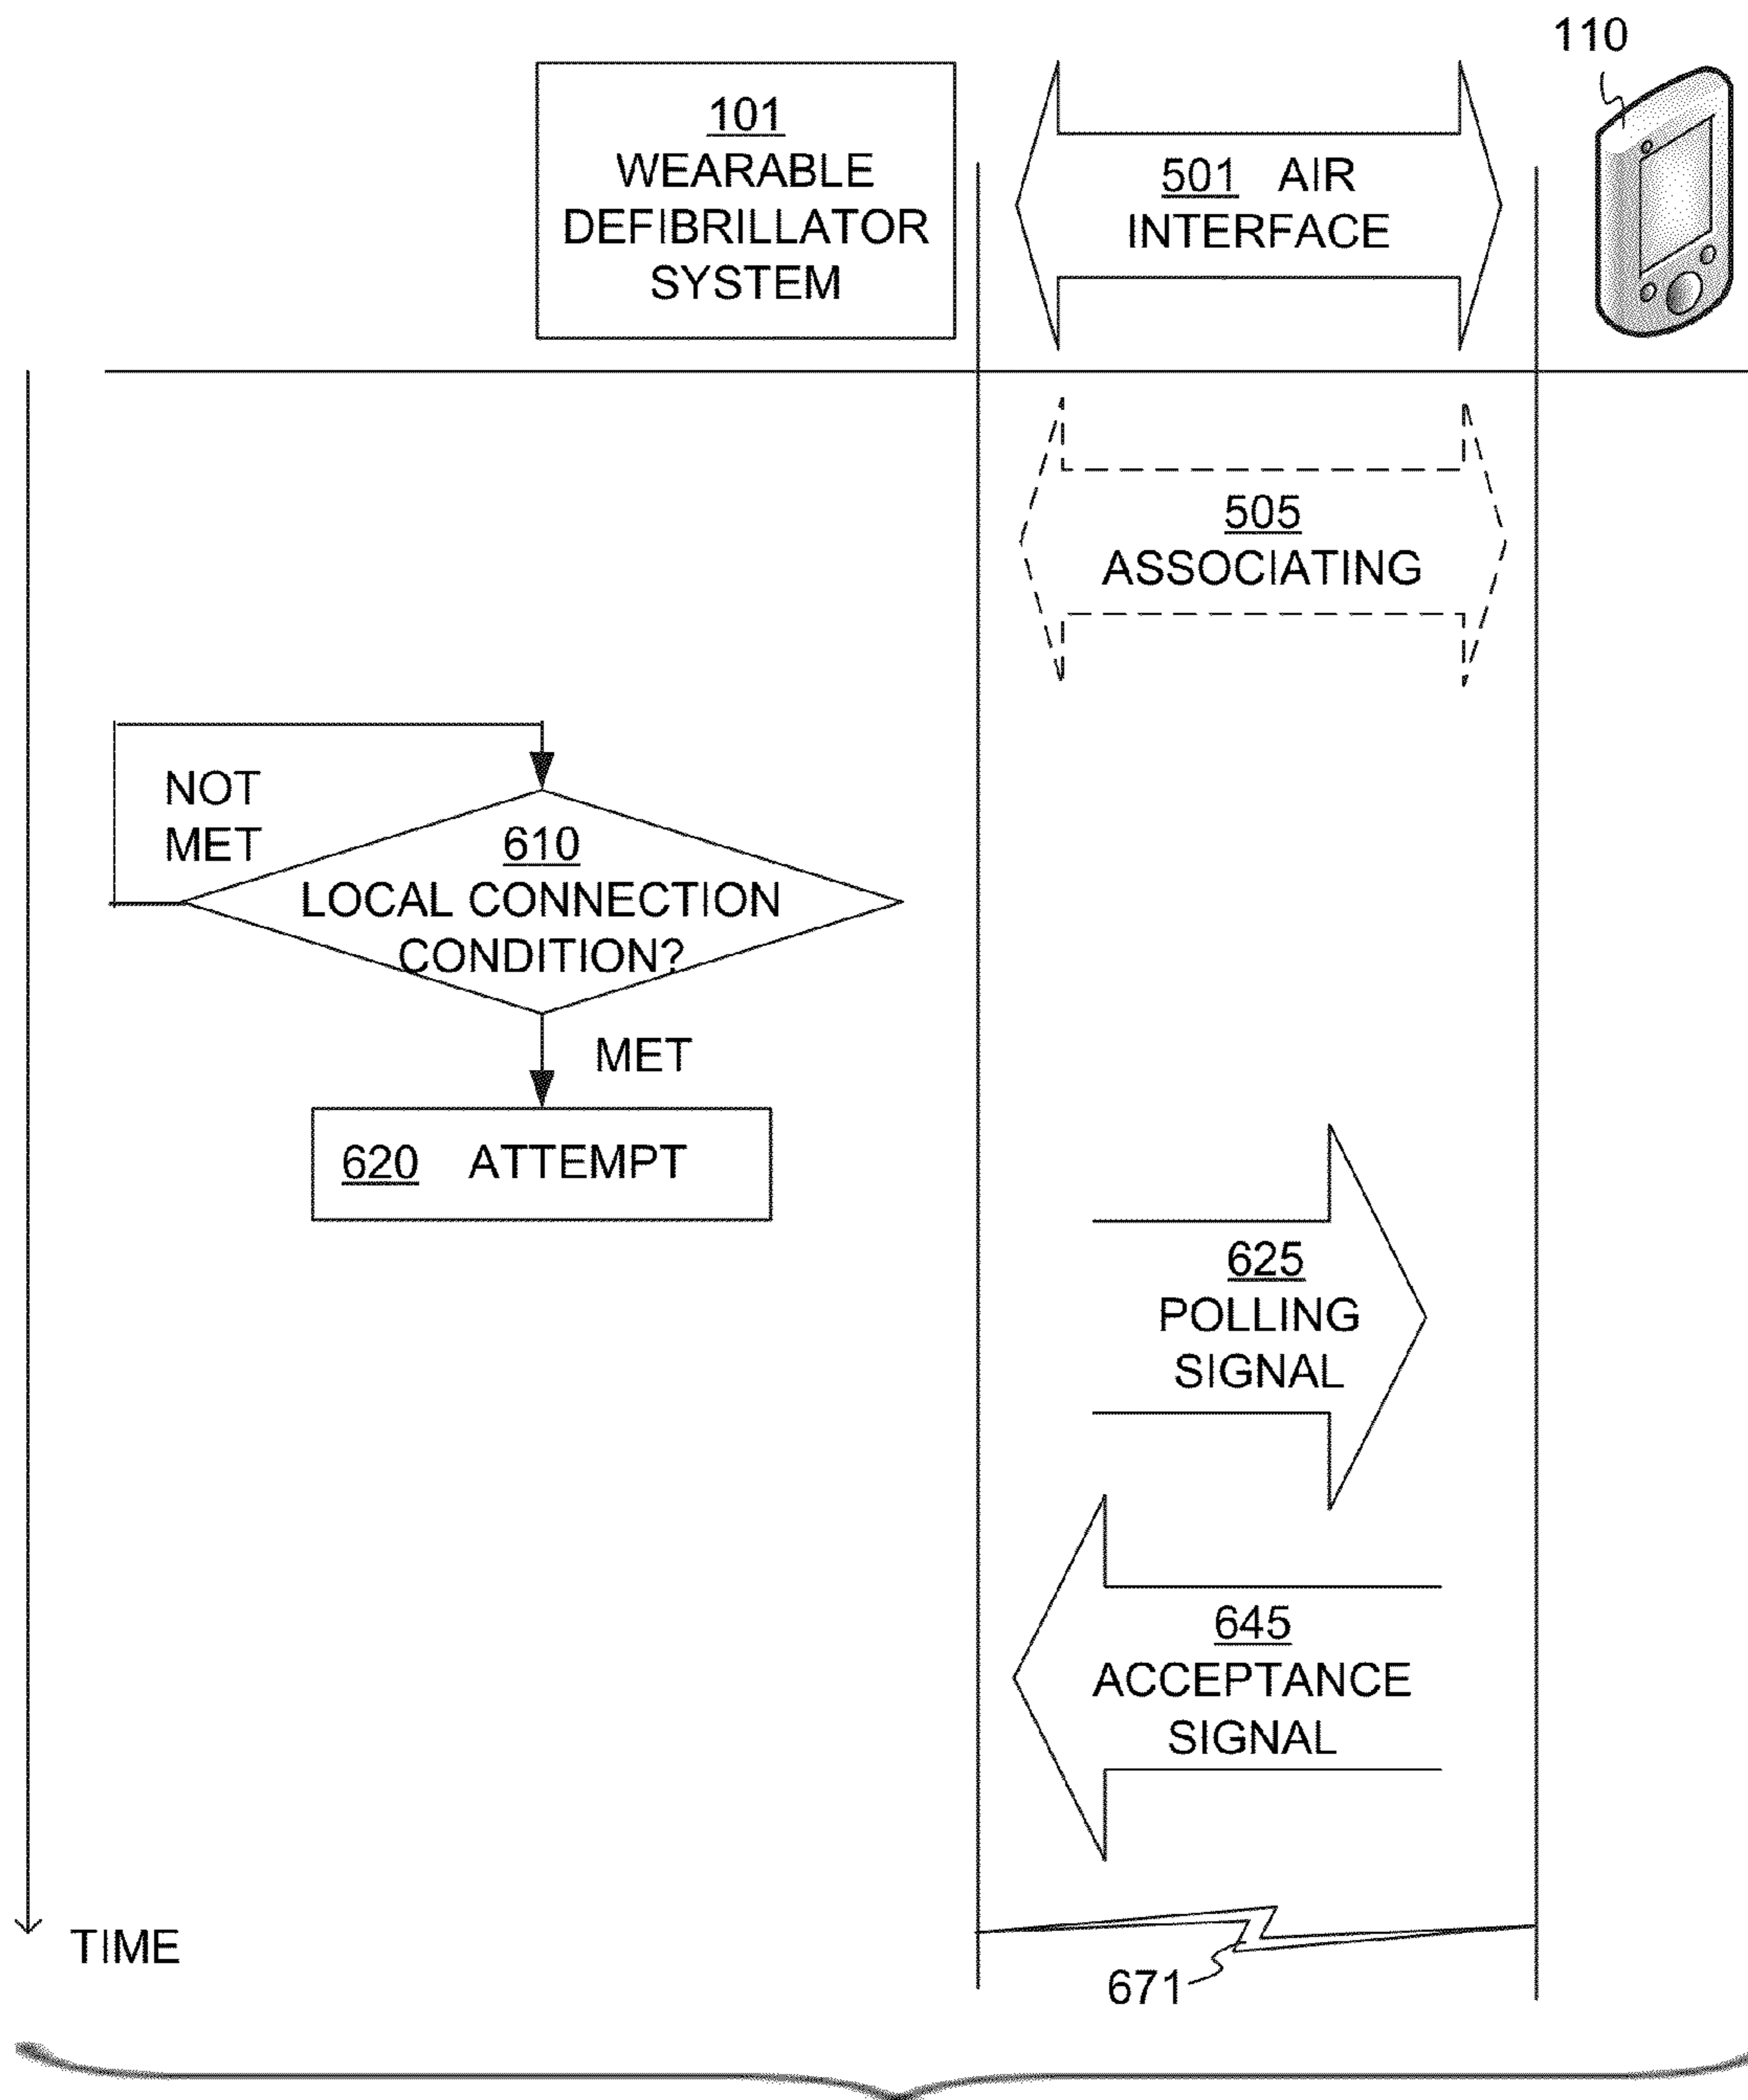 110
101
WEARABLE
DEFIBRILLATOR
SYSTEM
501 AIR
INTERFACE
505
ASSOCIATING
NOT
MET
610
LOCAL CONNECTION
CONDITION?
MET
620 ATTEMPT
625
POLLING
SIGNAL
645
ACCEPTANCE
SIGNAL
TIME
671